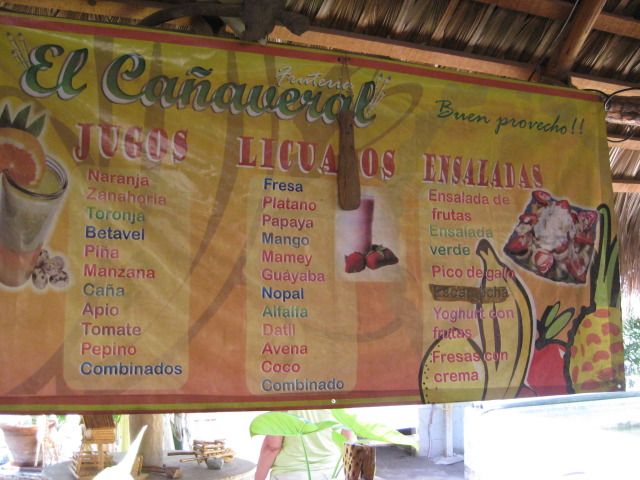 El Cañaveral
Frutería
Buen provecho!!
JUGOS
Naranja
Zanahoria
Toronja
Betavel
Piña
Manzana
Caña
Apio
Tomate
Pepino
Combinados
LICUADOS
Fresa
Platano
Papaya
Mango
Mamey
Guayaba
Nopal
Alfalfa
Datil
Avena
Coco
Combinado
ENSALADAS
Ensalada de
frutas
Ensalada
verde
Pico de gallo
Yoghurt con
frutas
Fresas con
crema